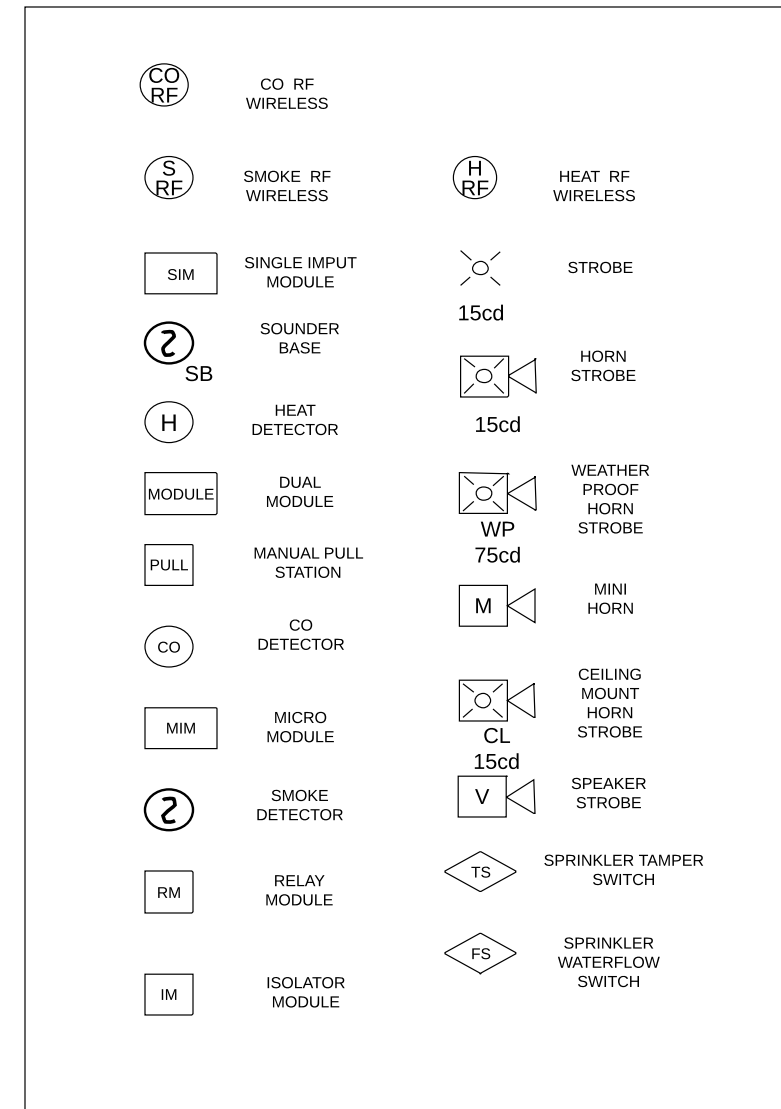 CO
RF
CO RF
WIRELESS
S
RF
SMOKE RF
WIRELESS
H
RF
HEAT RF
WIRELESS
SIM
SINGLE IMPUT
MODULE
STROBE
15cd
SB
SOUNDER
BASE
HORN
STROBE
15cd
H
HEAT
DETECTOR
MODULE
DUAL
MODULE
WP
75cd
WEATHER
PROOF
HORN
STROBE
PULL
MANUAL PULL
STATION
M
MINI
HORN
CO
CO
DETECTOR
CL
15cd
CEILING
MOUNT
HORN
STROBE
MIM
MICRO
MODULE
SMOKE
DETECTOR
V
SPEAKER
STROBE
RM
RELAY
MODULE
TS
SPRINKLER TAMPER
SWITCH
IM
ISOLATOR
MODULE
FS
SPRINKLER
WATERFLOW
SWITCH